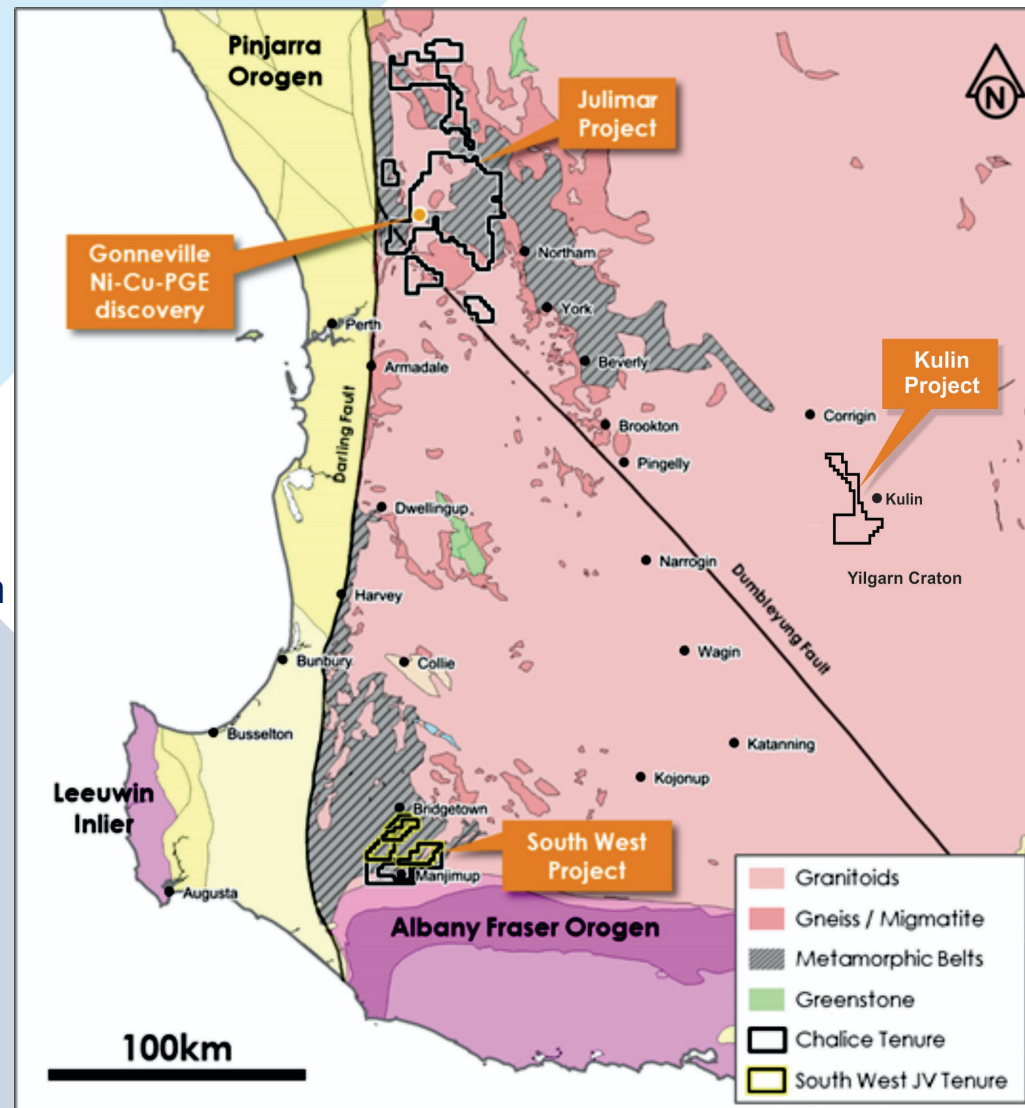 Pinjarra
Orogen
Julimar
Project
N
Gonneville
Ni-Cu-PGE
discovery
Northam
York
Perth
Armadale
Beverly
Kulin
Project
Darling Fault
Corrigin
Brookton
Pingelly
Kulin
Dwellingup
Narrogin
Yilgarn Craton
Dumbleyung Fault
Harvey
Wagin
Bunbury
Collie
Busselton
Katanning
Kojonup
Leeuwin
Inlier
Bridgetown
South West
Project
Manjimup
Augusta
Albany Fraser Orogen
Granitoids
Gneiss / Migmatite
Metamorphic Belts
Greenstone
Chalice Tenure
South West JV Tenure
100km